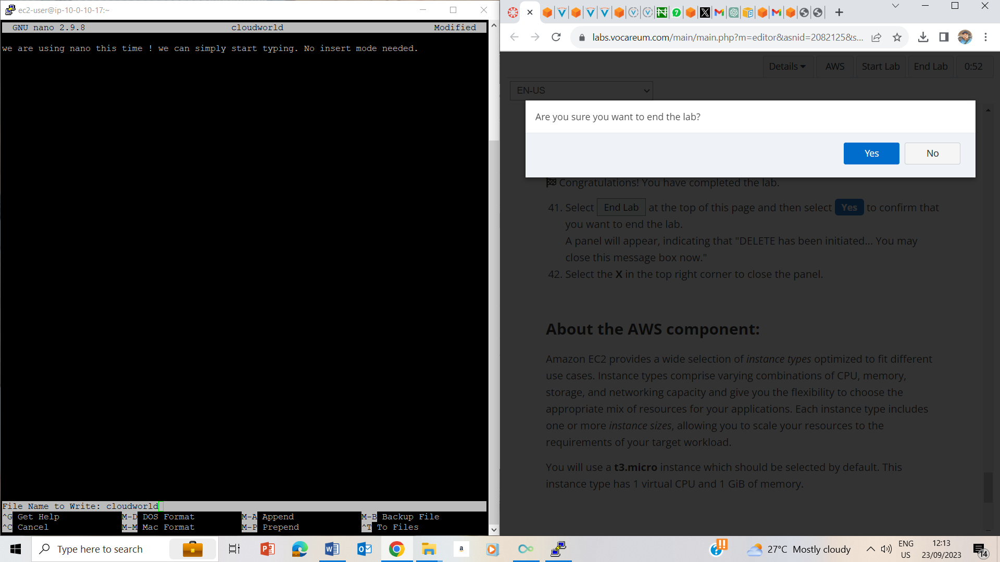 ec2-user@ip-10-0-10-17:~
GNU nano 2.9.8 cloudworld Modified
we are using nano this time ! we can simply start typing. No insert mode needed.
File Name to Write: cloudworld
^G Get Help M-D DOS Format M-A Append M-B Backup File
^C Cancel M-M Mac Format M-P Prepend ^T To Files
labs.vocareum.com/main/main.php?m=editor&asnid=2082125&s...
Details AWS Start Lab End Lab 0:52
EN-US
Are you sure you want to end the lab?
Yes No
Congratulations! You have completed the lab.
41. Select End Lab at the top of this page and then select Yes to confirm that
you want to end the lab.
A panel will appear, indicating that "DELETE has been initiated... You may
close this message box now."
42. Select the X in the top right corner to close the panel.
About the AWS component:
Amazon EC2 provides a wide selection of instance types optimized to fit different
use cases. Instance types comprise varying combinations of CPU, memory,
storage, and networking capacity and give you the flexibility to choose the
appropriate mix of resources for your applications. Each instance type includes
one or more instance sizes, allowing you to scale your resources to the
requirements of your target workload.
You will use a t3.micro instance which should be selected by default. This
instance type has 1 virtual CPU and 1 GiB of memory.
Type here to search
27°C Mostly cloudy
ENG
US
12:13
23/09/2023
14